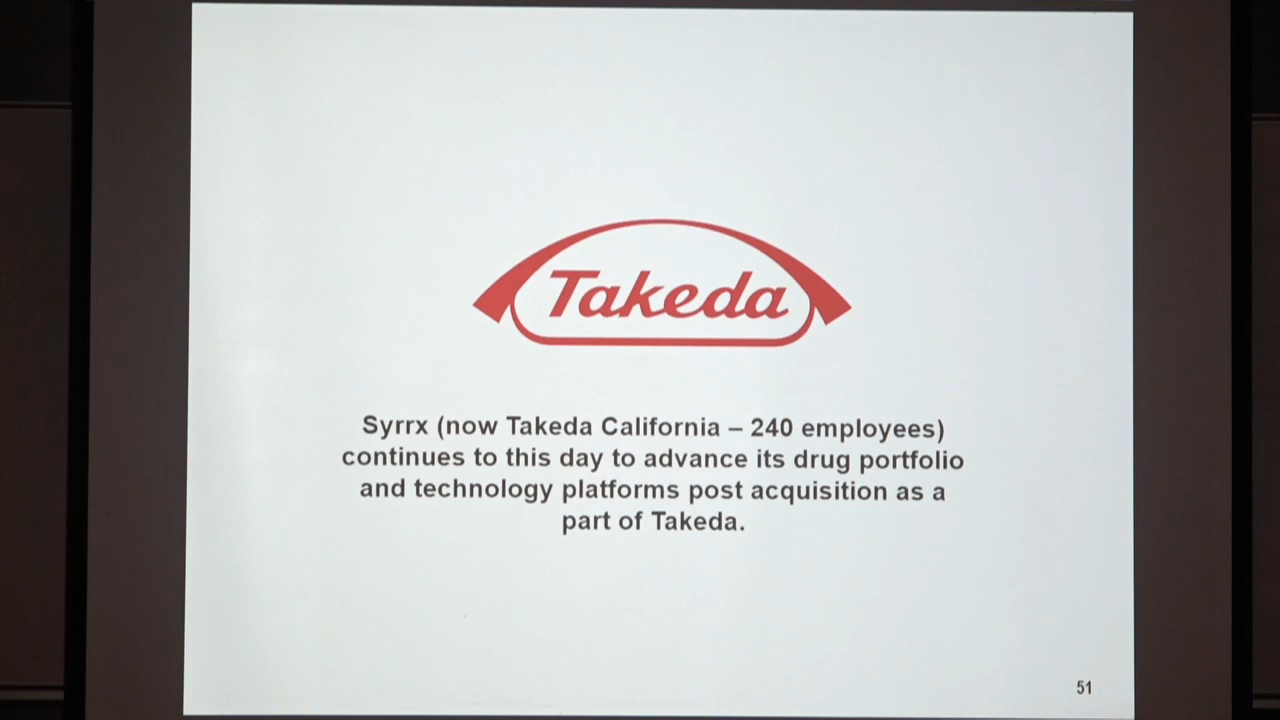 Takeda
Syrrx (now Takeda California – 240 employees)
continues to this day to advance its drug portfolio
and technology platforms post acquisition as a
part of Takeda.
51